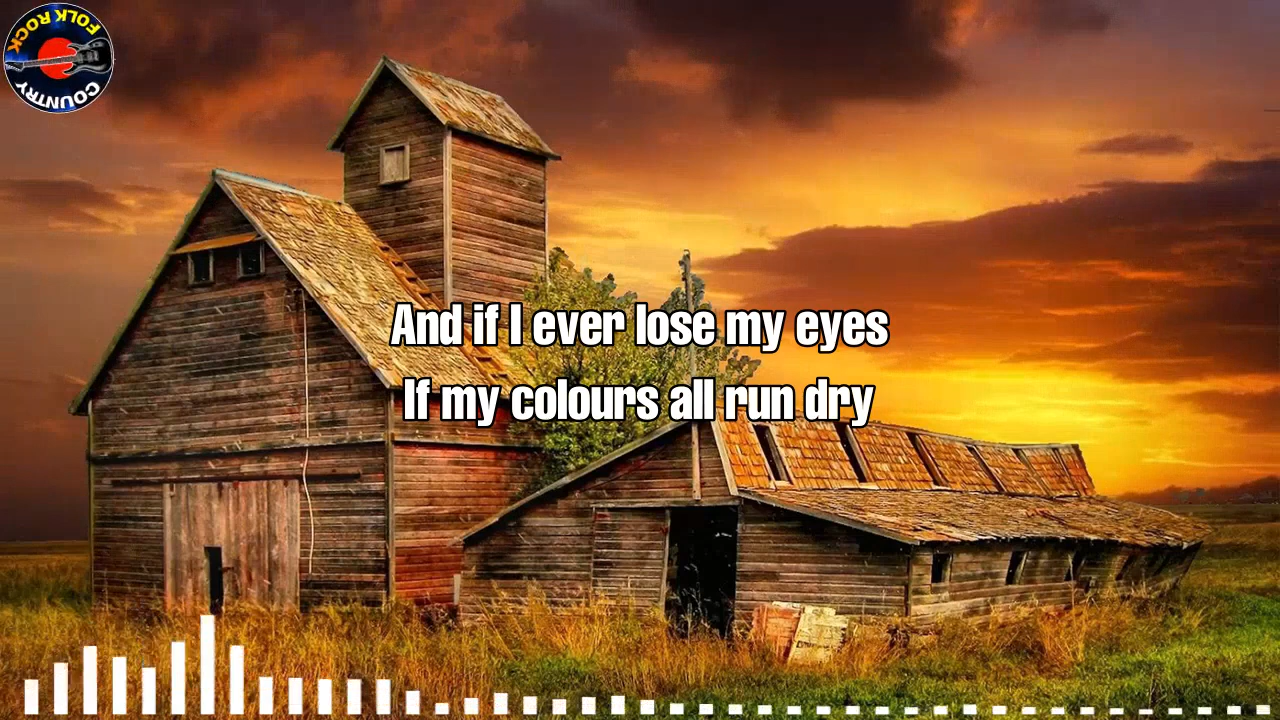 FOLK ROCK
COUNTRY
And if I ever lose my eyes
If my colours all run dry